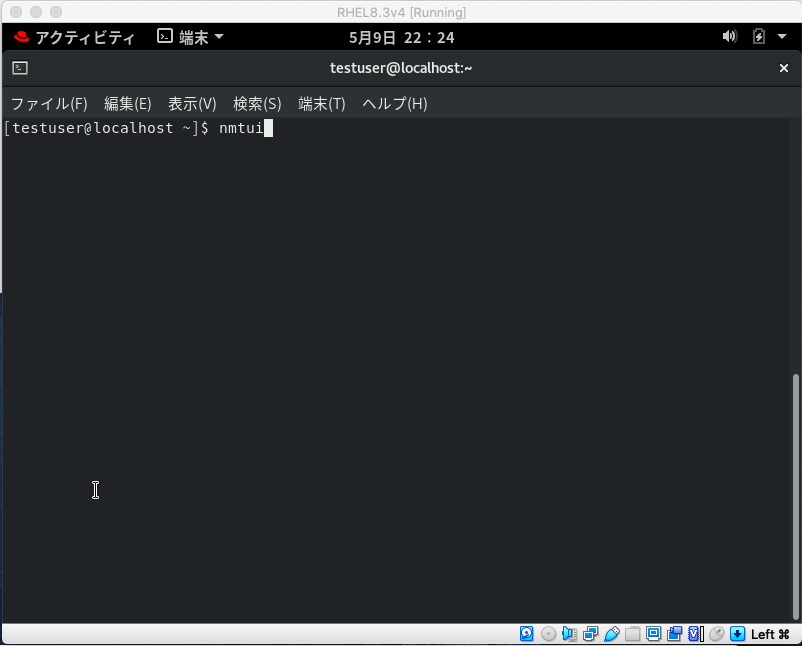 RHEL8.3v4 [Running]
アクティビティ 端末 5月9日 22：24
testuser@localhost:~
ファイル(F) 編集(E) 表示(V) 検索(S) 端末(T) ヘルプ(H)
[testuser@localhost ~]$ nmtui
Left ⌘